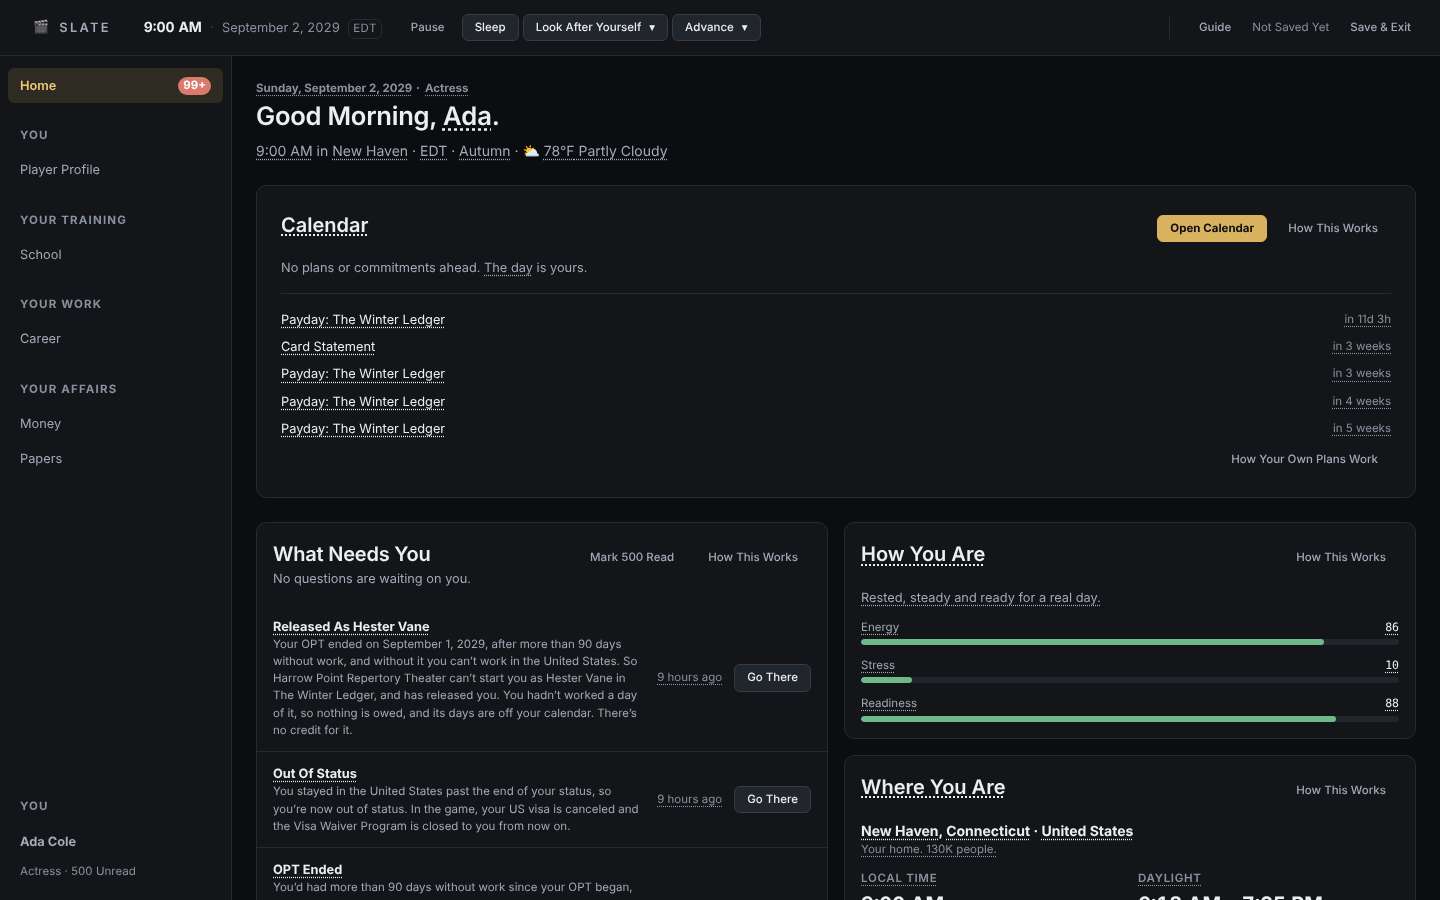 🎬 SLATE
9:00 AM · September 2, 2029 EDT
Pause
Sleep
Look After Yourself ▾
Advance ▾
Guide
Not Saved Yet
Save & Exit
Home
99+
YOU
Player Profile
YOUR TRAINING
School
YOUR WORK
Career
YOUR AFFAIRS
Money
Papers
YOU
Ada Cole
Actress · 500 Unread
Sunday, September 2, 2029 · Actress
Good Morning, Ada.
9:00 AM in New Haven · EDT · Autumn · ⛅ 78°F Partly Cloudy
Calendar
Open Calendar
How This Works
No plans or commitments ahead. The day is yours.
Payday: The Winter Ledger in 11d 3h
Card Statement in 3 weeks
Payday: The Winter Ledger in 3 weeks
Payday: The Winter Ledger in 4 weeks
Payday: The Winter Ledger in 5 weeks
How Your Own Plans Work
What Needs You
Mark 500 Read
How This Works
No questions are waiting on you.
Released As Hester Vane
Your OPT ended on September 1, 2029, after more than 90 days
without work, and without it you can't work in the United States. So
Harrow Point Repertory Theater can't start you as Hester Vane in
The Winter Ledger, and has released you. You hadn't worked a day
of it, so nothing is owed, and its days are off your calendar. There's
no credit for it.
9 hours ago
Go There
Out Of Status
You stayed in the United States past the end of your status, so
you're now out of status. In the game, your US visa is canceled and
the Visa Waiver Program is closed to you from now on.
9 hours ago
Go There
OPT Ended
You'd had more than 90 days without work since your OPT began,
How You Are
How This Works
Rested, steady and ready for a real day.
Energy 86
Stress 10
Readiness 88
Where You Are
How This Works
New Haven, Connecticut · United States
Your home. 130K people.
LOCAL TIME
DAYLIGHT